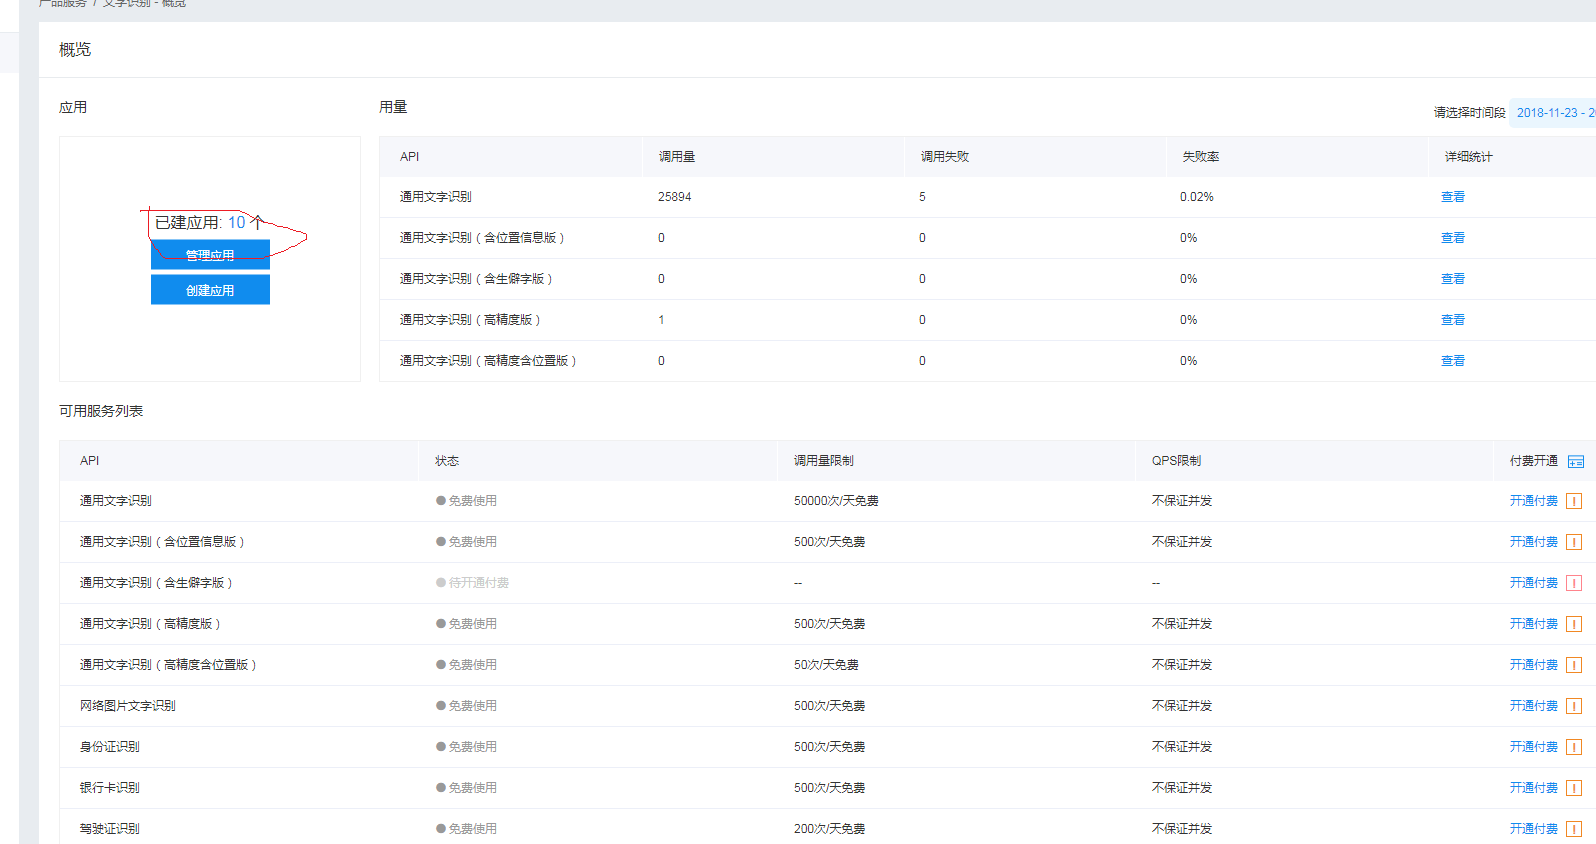 产品服务 / 文字识别 - 概览
概览
应用
用量
请选择时间段 2018-11-23 - 2
已建应用: 10 个
管理应用
创建应用
API 调用量 调用失败 失败率 详细统计
通用文字识别 25894 5 0.02% 查看
通用文字识别（含位置信息版） 0 0 0% 查看
通用文字识别（含生僻字版） 0 0 0% 查看
通用文字识别（高精度版） 1 0 0% 查看
通用文字识别（高精度含位置版） 0 0 0% 查看
可用服务列表
API 状态 调用量限制 QPS限制 付费开通
通用文字识别 免费使用 50000次/天免费 不保证并发 开通付费 !
通用文字识别（含位置信息版） 免费使用 500次/天免费 不保证并发 开通付费 !
通用文字识别（含生僻字版） 待开通付费 -- -- 开通付费 !
通用文字识别（高精度版） 免费使用 500次/天免费 不保证并发 开通付费 !
通用文字识别（高精度含位置版） 免费使用 50次/天免费 不保证并发 开通付费 !
网络图片文字识别 免费使用 500次/天免费 不保证并发 开通付费 !
身份证识别 免费使用 500次/天免费 不保证并发 开通付费 !
银行卡识别 免费使用 500次/天免费 不保证并发 开通付费 !
驾驶证识别 免费使用 200次/天免费 不保证并发 开通付费 !